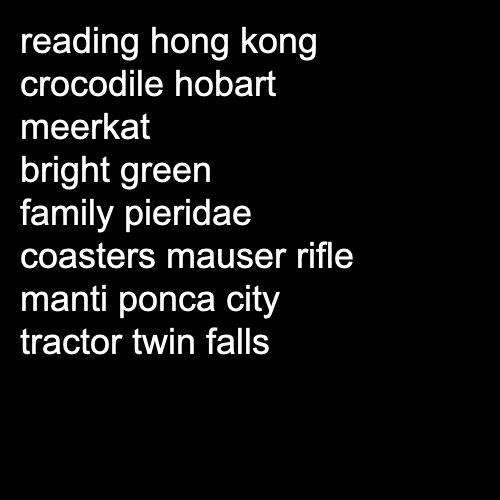 reading hong kong
crocodile hobart
meerkat
bright green
family pieridae
coasters mauser rifle
manti ponca city
tractor twin falls